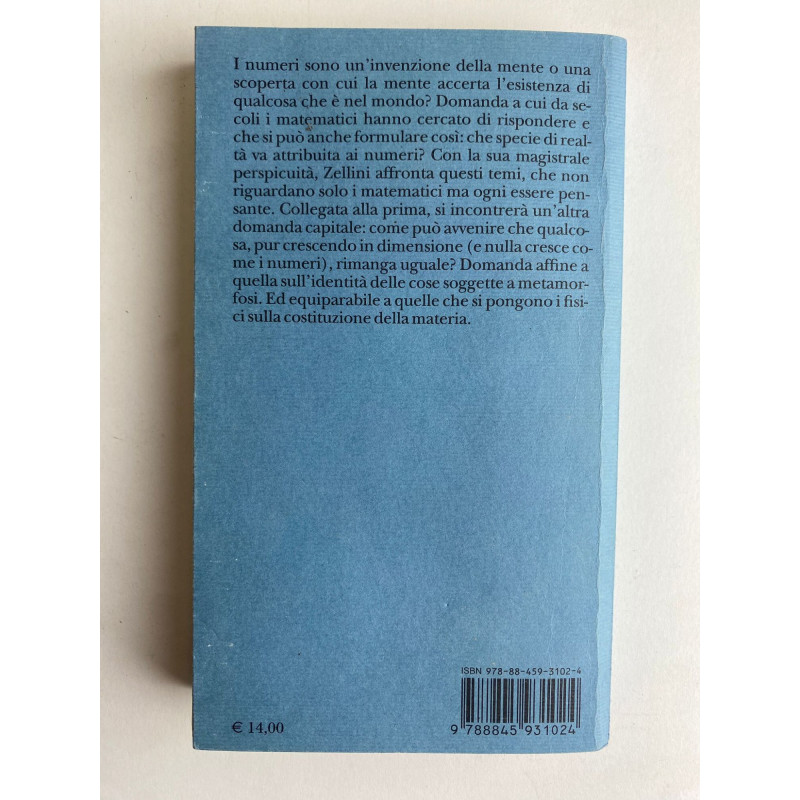 I numeri sono un'invenzione della mente o una
scoperta con cui la mente accerta l'esistenza di
qualcosa che è nel mondo? Domanda a cui da se-
coli i matematici hanno cercato di rispondere e
che si può anche formulare così: che specie di real-
tà va attribuita ai numeri? Con la sua magistrale
perspicuità, Zellini affronta questi temi, che non
riguardano solo i matematici ma ogni essere pen-
sante. Collegata alla prima, si incontrerà un'altra
domanda capitale: come può avvenire che qualco-
sa, pur crescendo in dimensione (e nulla cresce co-
me i numeri), rimanga uguale? Domanda affine a
quella sull'identità delle cose soggette a metamor-
fosi. Ed equiparabile a quelle che si pongono i fisi-
ci sulla costituzione della materia.
ISBN 978-88-459-3102-4
9 788845 931024
€ 14,00